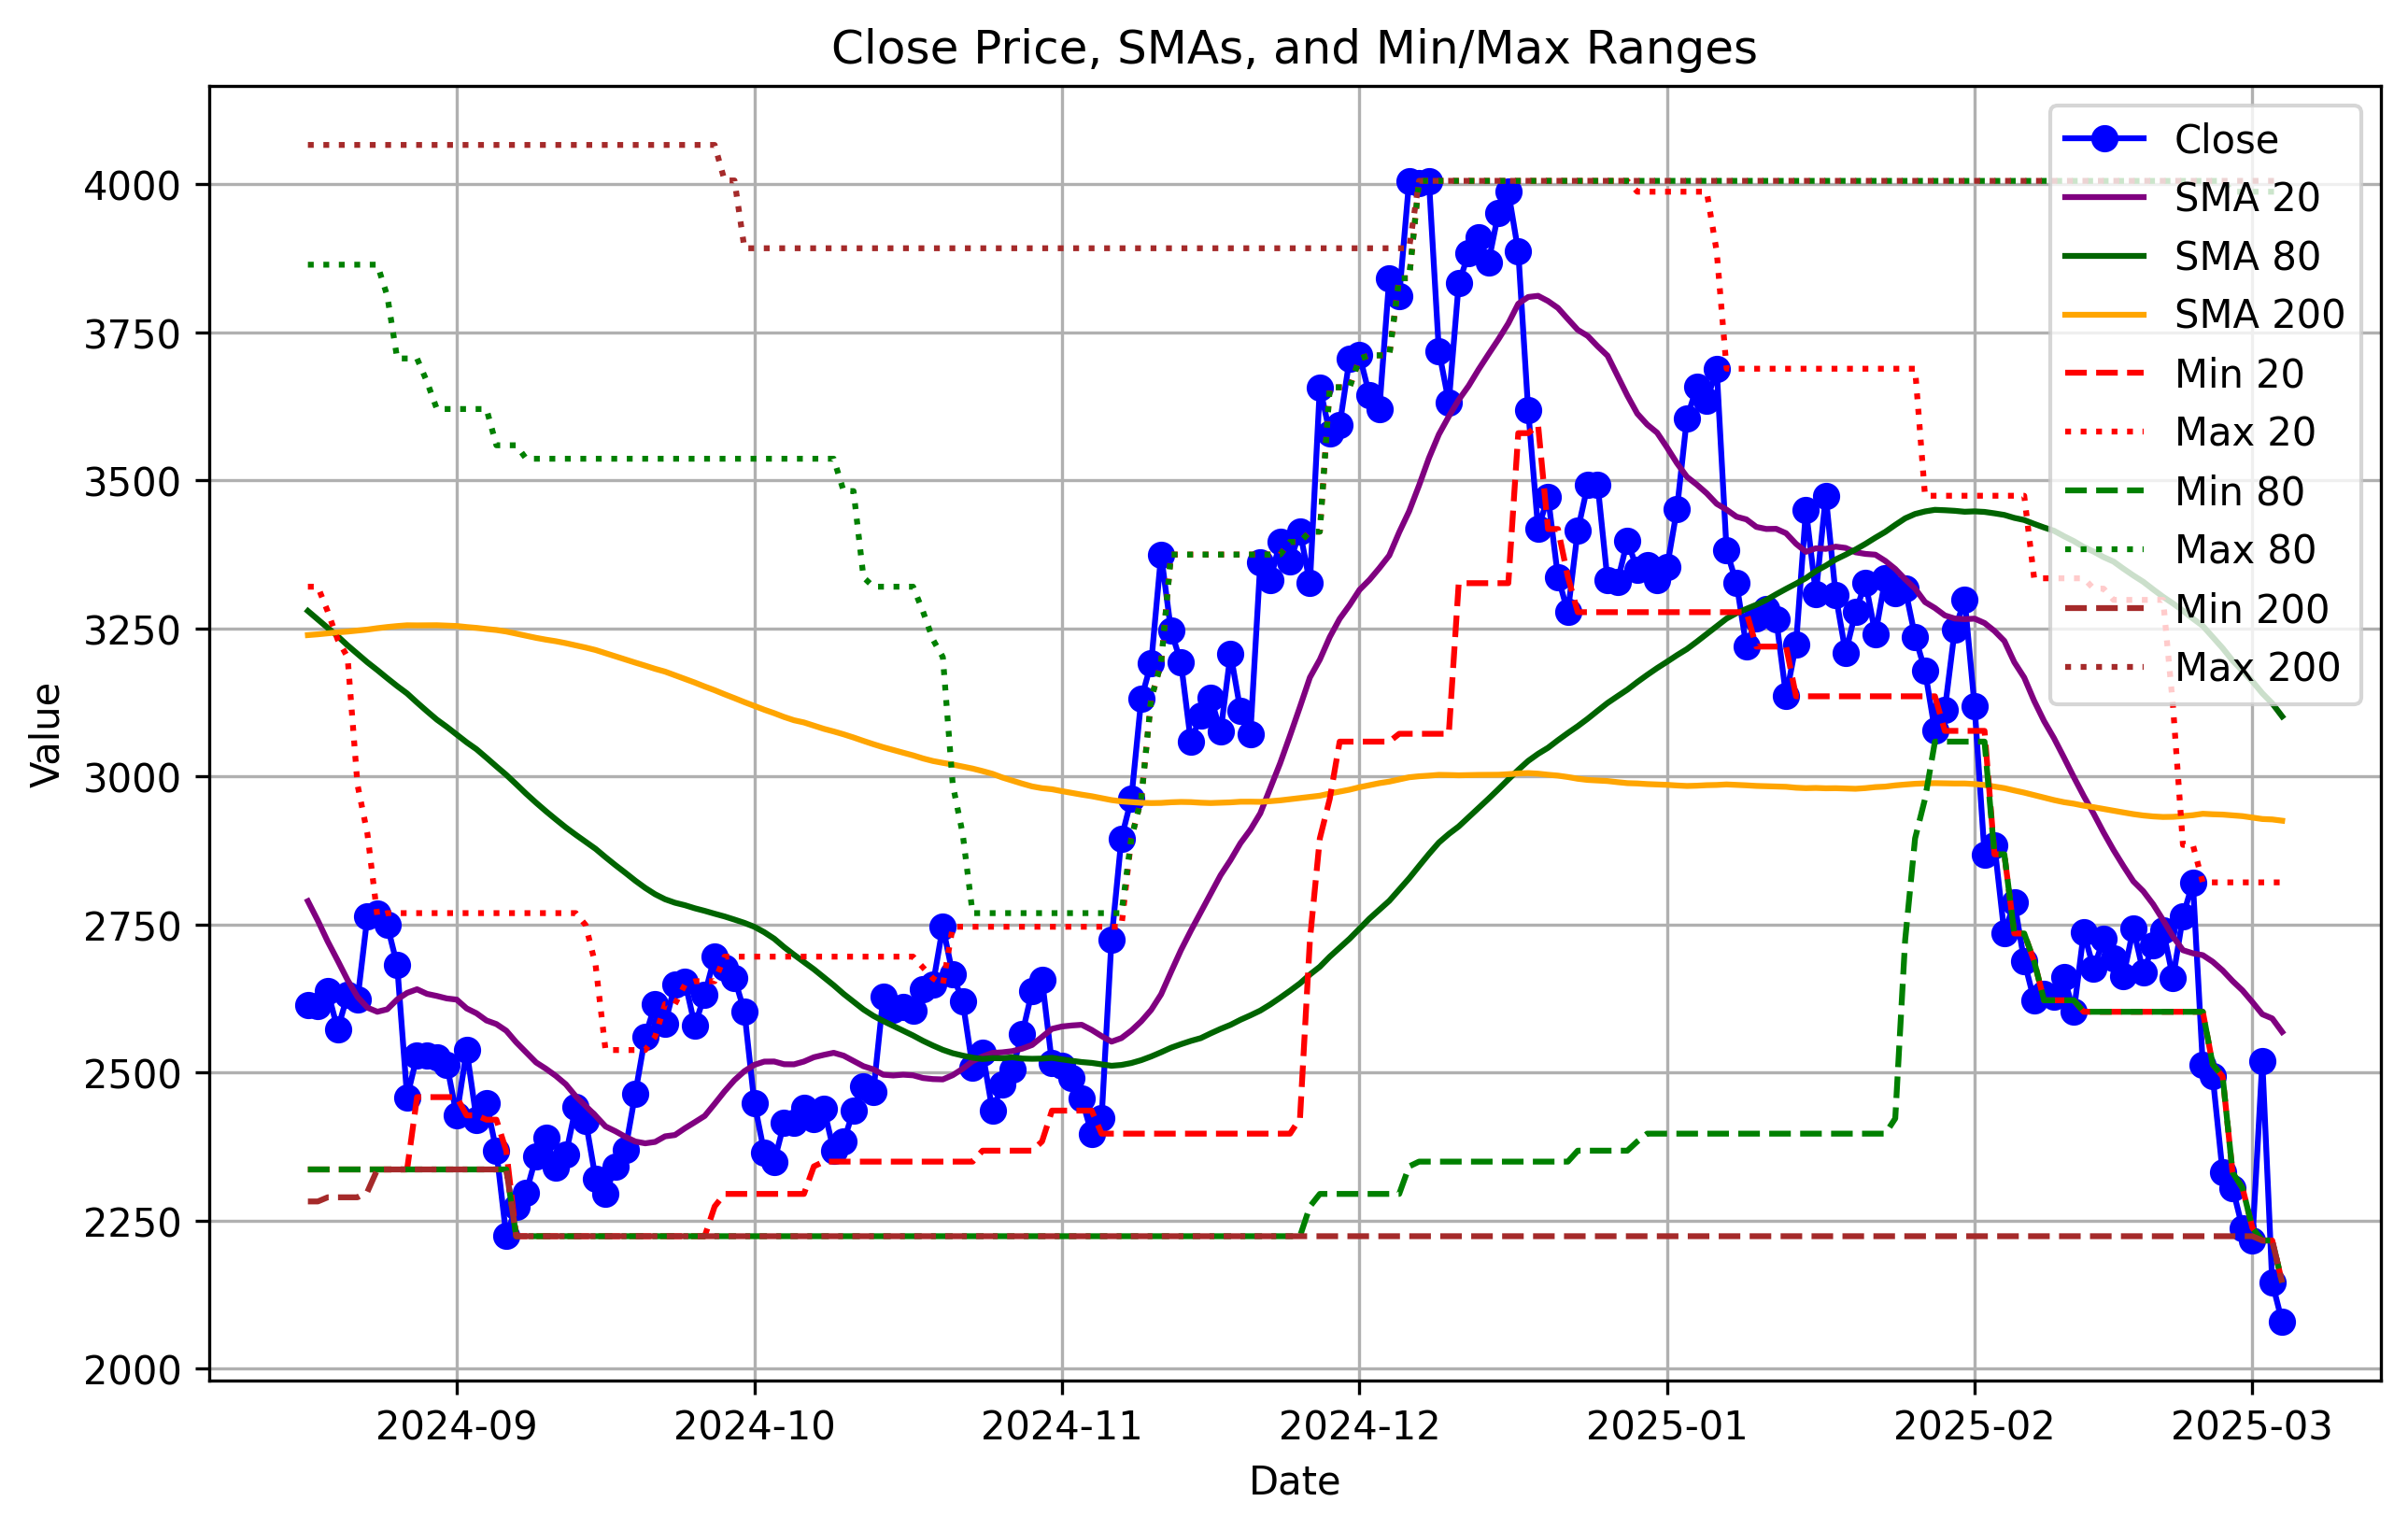 Close Price, SMAs, and Min/Max Ranges
Value
4000
3750
3500
3250
3000
2750
2500
2250
2000
Close
SMA 20
SMA 80
SMA 200
Min 20
Max 20
Min 80
Max 80
Min 200
Max 200
2024-09 2024-10 2024-11 2024-12 2025-01 2025-02 2025-03
Date